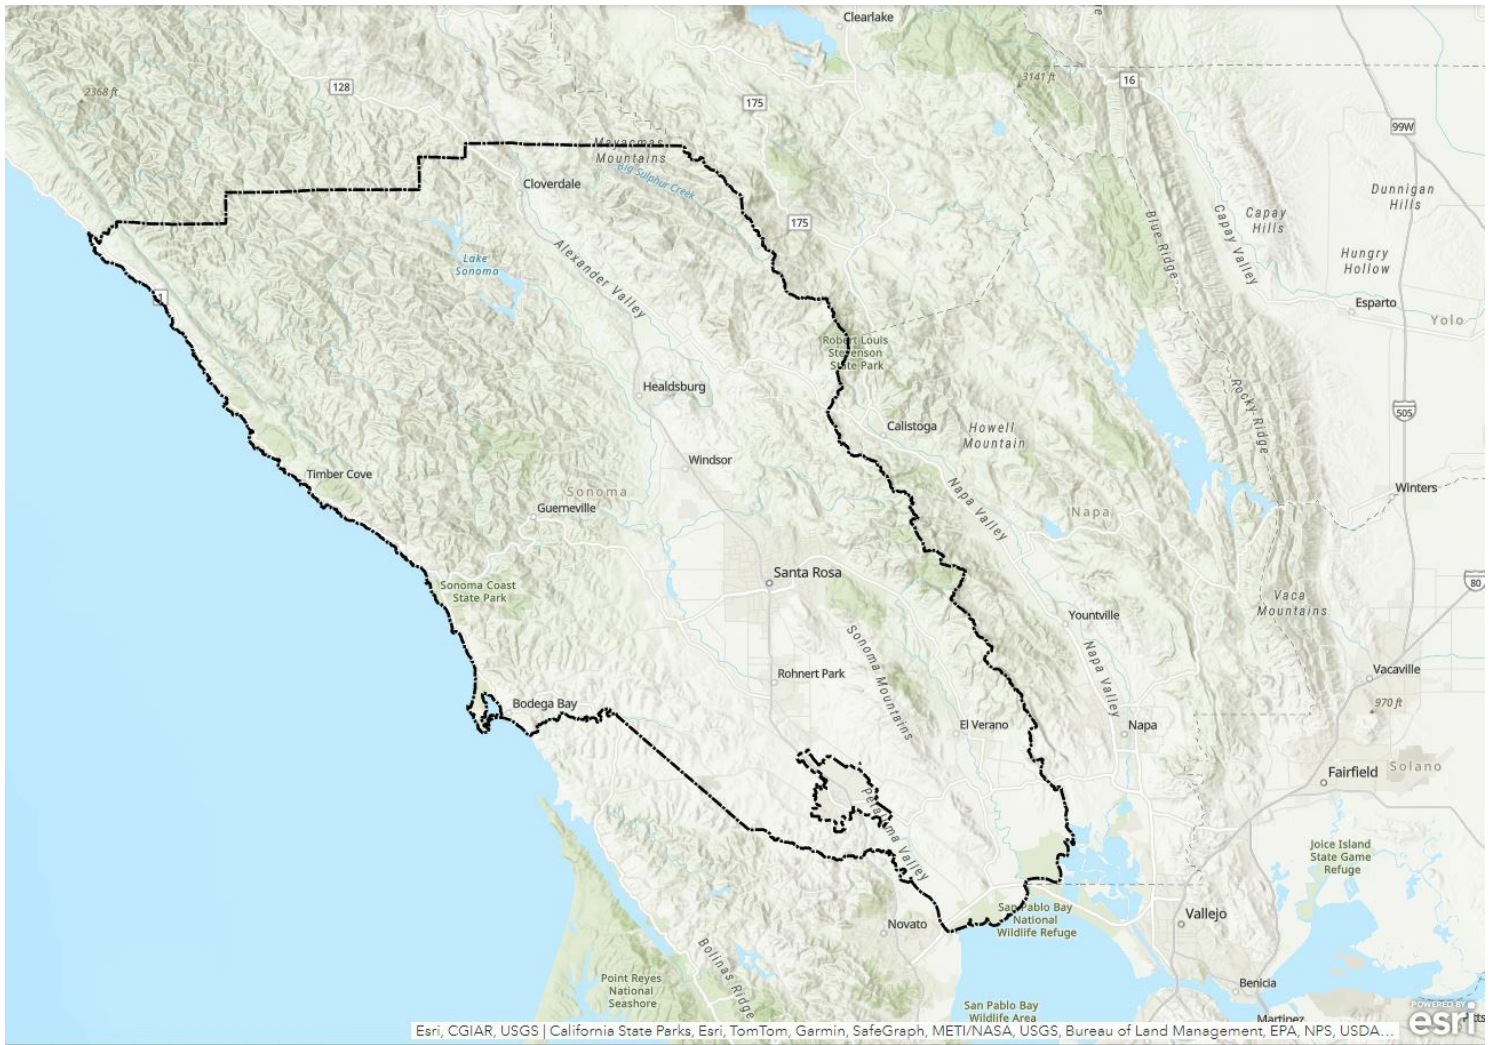 Clearlake
2368 ft
128
3141 ft
16
175
99W
Mayacmas
Mountains
Big Sulphur Creek
Cloverdale
Dunnigan
Hills
175
Blue Ridge
Capay Valley
Capay
Hills
Lake
Sonoma
Alexander Valley
Hungry
Hollow
1
Esparto
Yolo
Robert Louis
Stevenson
State Park
Healdsburg
Rocky Ridge
505
Calistoga
Howell
Mountain
Windsor
Timber Cove
Sonoma
Winters
Guerneville
Napa Valley
Napa
Santa Rosa
80
Sonoma Coast
State Park
Vaca
Mountains
Yountville
Sonoma Mountains
Napa Valley
Rohnert Park
Vacaville
Bodega Bay
970 ft
El Verano
Napa
Fairfield
Solano
Petaluma Valley
Joice Island
State Game
Refuge
San Pablo Bay
National
Wildlife Refuge
Vallejo
Novato
Bolinas Ridge
Point Reyes
National
Seashore
Benicia
San Pablo Bay
Wildlife Area
Martinez
POWERED BY
esri
Esri, CGIAR, USGS | California State Parks, Esri, TomTom, Garmin, SafeGraph, METI/NASA, USGS, Bureau of Land Management, EPA, NPS, USDA...